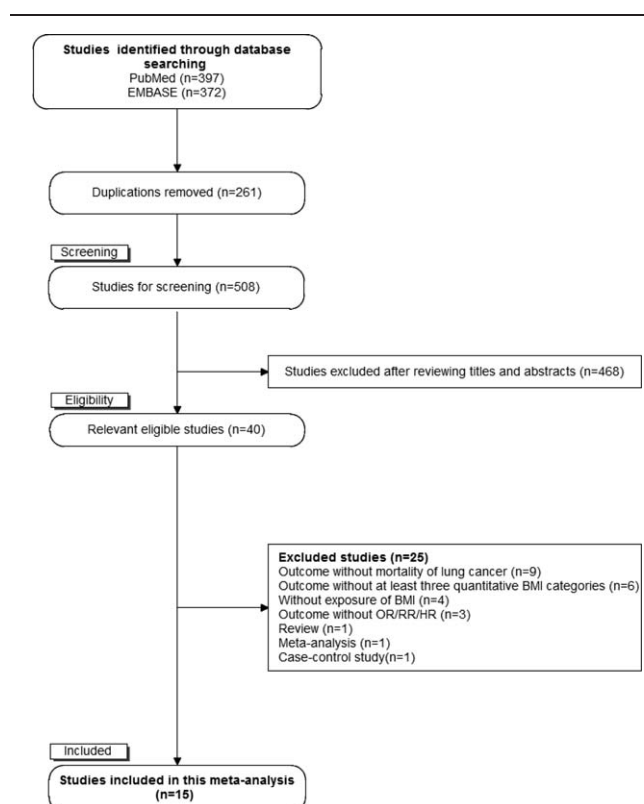 Studies identified through database
searching
PubMed (n=397)
EMBASE (n=372)
Duplications removed (n=261)
Screening
Studies for screening (n=508)
Studies excluded after reviewing titles and abstracts (n=468)
Eligibility
Relevant eligible studies (n=40)
Excluded studies (n=25)
Outcome without mortality of lung cancer (n=9)
Outcome without at least three quantitative BMI categories (n=6)
Without exposure of BMI (n=4)
Outcome without OR/RR/HR (n=3)
Review (n=1)
Meta-analysis (n=1)
Case-control study(n=1)
Included
Studies included in this meta-analysis
(n=15)